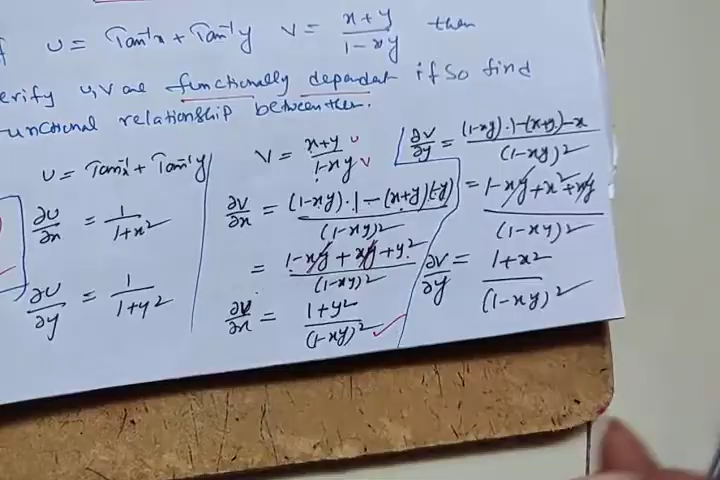 f u = Tan⁻¹x + Tan⁻¹y v = x+y / 1-xy then
erify u,v are functionally dependent if so find
unctional relationship between them.
u = Tan⁻¹x + Tan⁻¹y
∂u/∂x = 1/1+x²
∂u/∂y = 1/1+y²
v = x+y u / 1-xy v
∂v/∂x = (1-xy)·1-(x+y)(-y) / (1-xy)²
= 1-xy+xy+y² / (1-xy)²
∂v/∂x = 1+y² / (1-xy)²
∂v/∂y = (1-xy)·1-(x+y)-x / (1-xy)²
= 1-xy+x²+xy / (1-xy)²
∂v/∂y = 1+x² / (1-xy)²